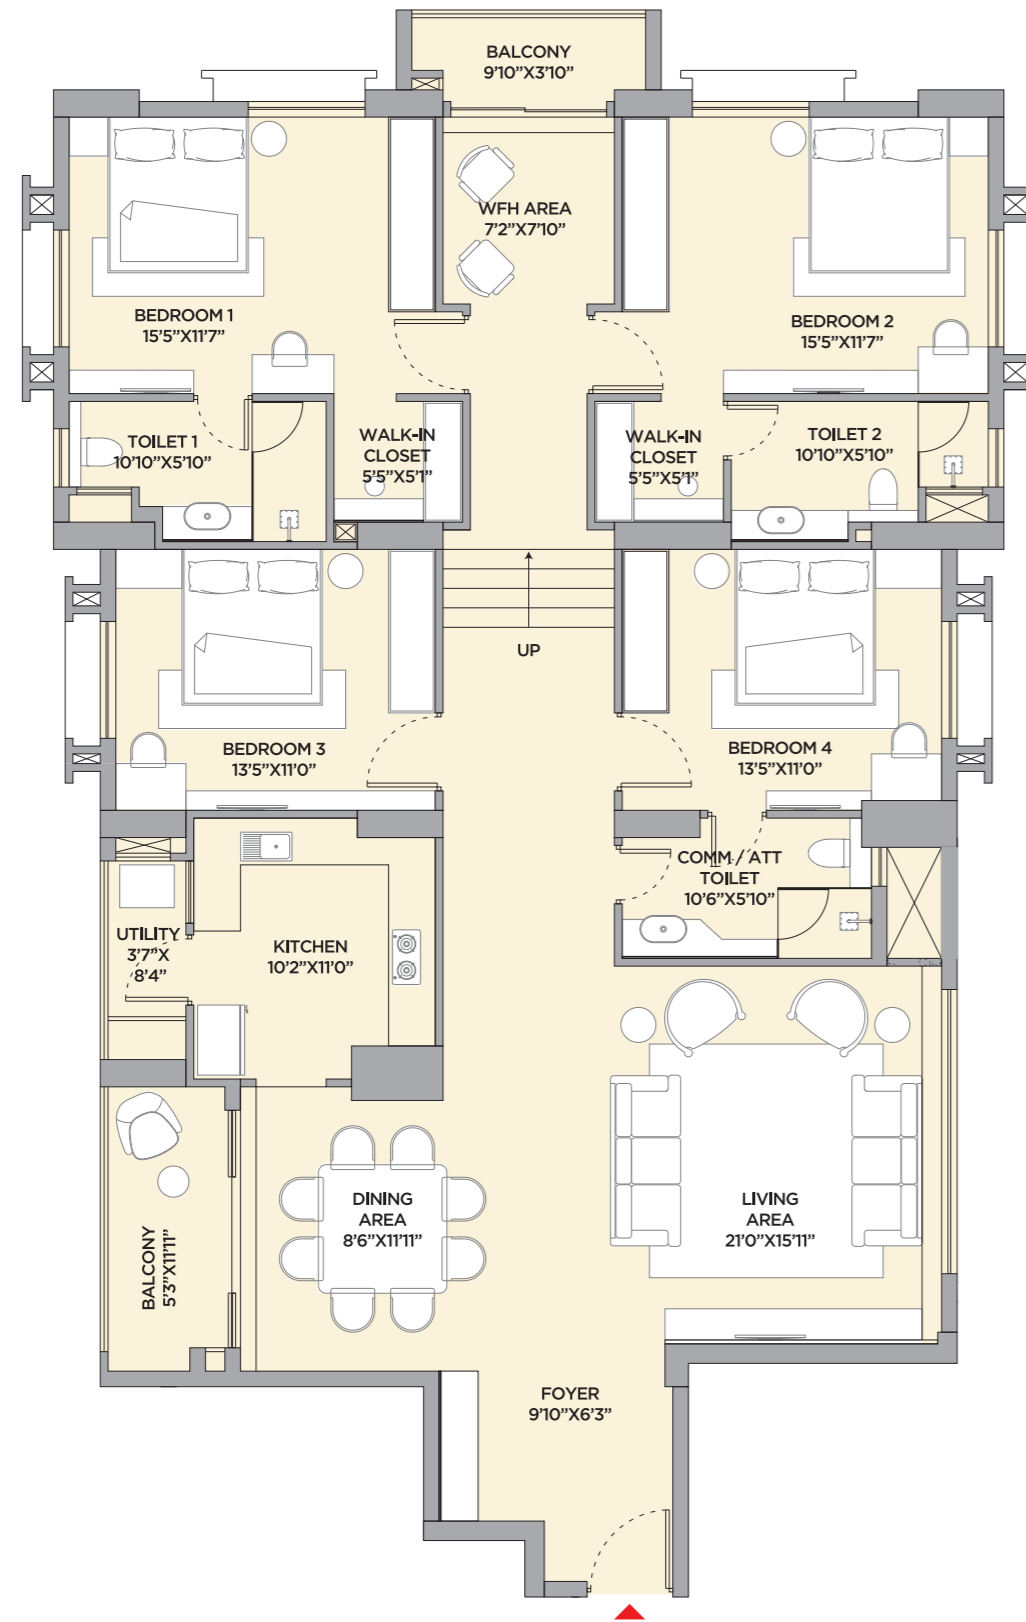 BALCONY
9'10”X3'10”
WFH AREA
7'2”X7'10”
BEDROOM 1
15'5”X11'7”
BEDROOM 2
15'5”X11'7”
TOILET 1
10'10”X5'10”
WALK-IN
CLOSET
5'5”X5'1”
WALK-IN
CLOSET
5'5”X5'1”
TOILET 2
10'10”X5'10”
UP
BEDROOM 3
13'5”X11'0”
BEDROOM 4
13'5”X11'0”
COMM / ATT
TOILET
10'6”X5'10”
UTILITY
3'7”X
8'4”
KITCHEN
10'2”X11'0”
DINING
AREA
8'6”X11'11”
LIVING
AREA
21'0”X15'11”
BALCONY
5'3”X11'11”
FOYER
9'10”X6'3”